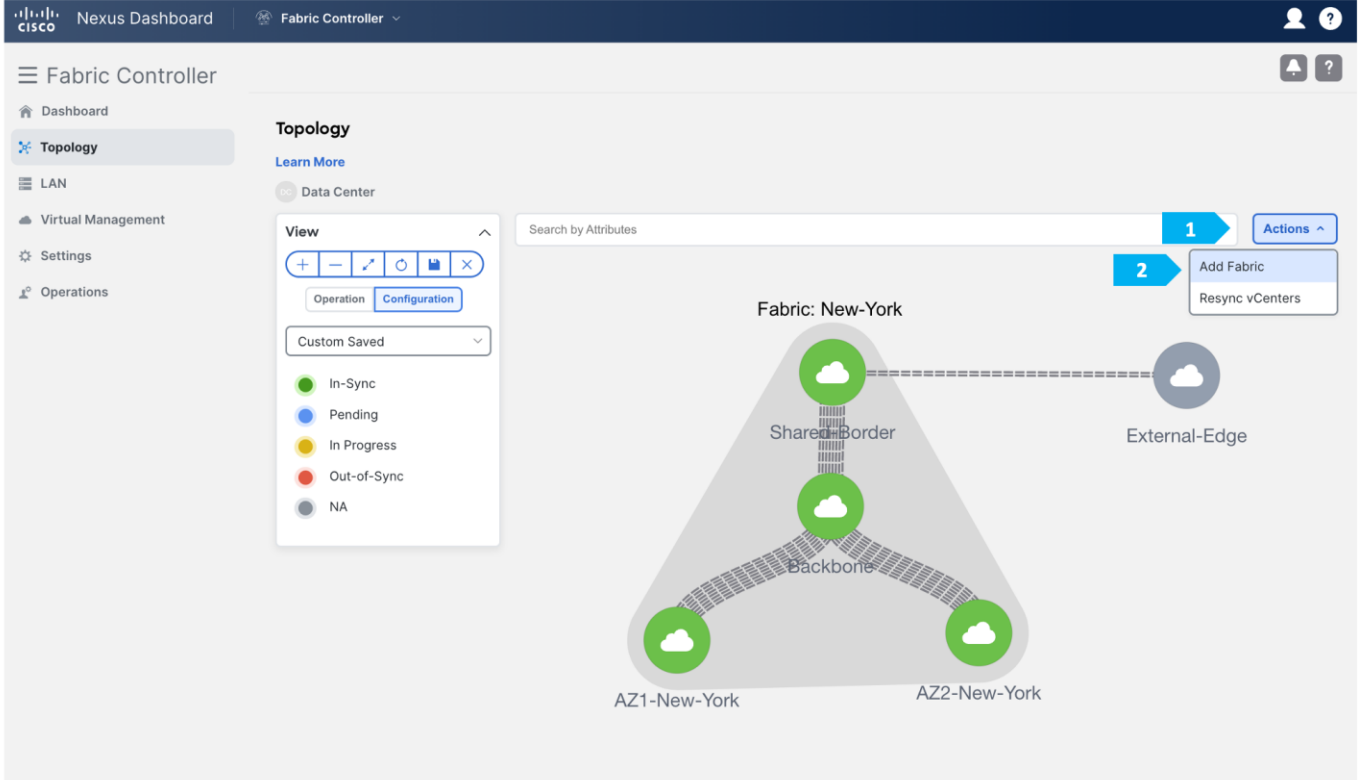 cisco Nexus Dashboard Fabric Controller ?
Fabric Controller ?
Dashboard
Topology
LAN
Virtual Management
Settings
Operations
Topology
Learn More
DC Data Center
View
Operation Configuration
Custom Saved
In-Sync
Pending
In Progress
Out-of-Sync
NA
Search by Attributes 1 Actions
2 Add Fabric
Resync vCenters
Fabric: New-York
Shared-Border
External-Edge
Backbone
AZ1-New-York
AZ2-New-York